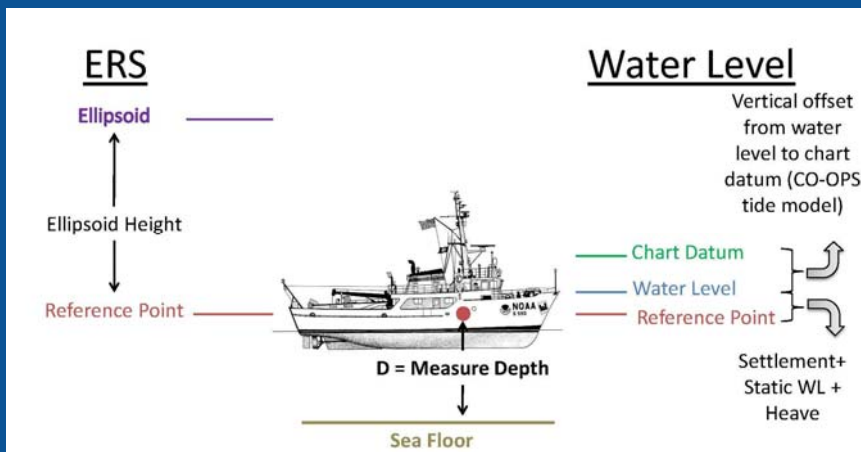 ERS
Ellipsoid
Ellipsoid Height
Reference Point
NOAA
D = Measure Depth
Sea Floor
Water Level
Vertical offset
from water
level to chart
datum (CO-OPS
tide model)
Chart Datum
Water Level
Reference Point
Settlement+
Static WL +
Heave